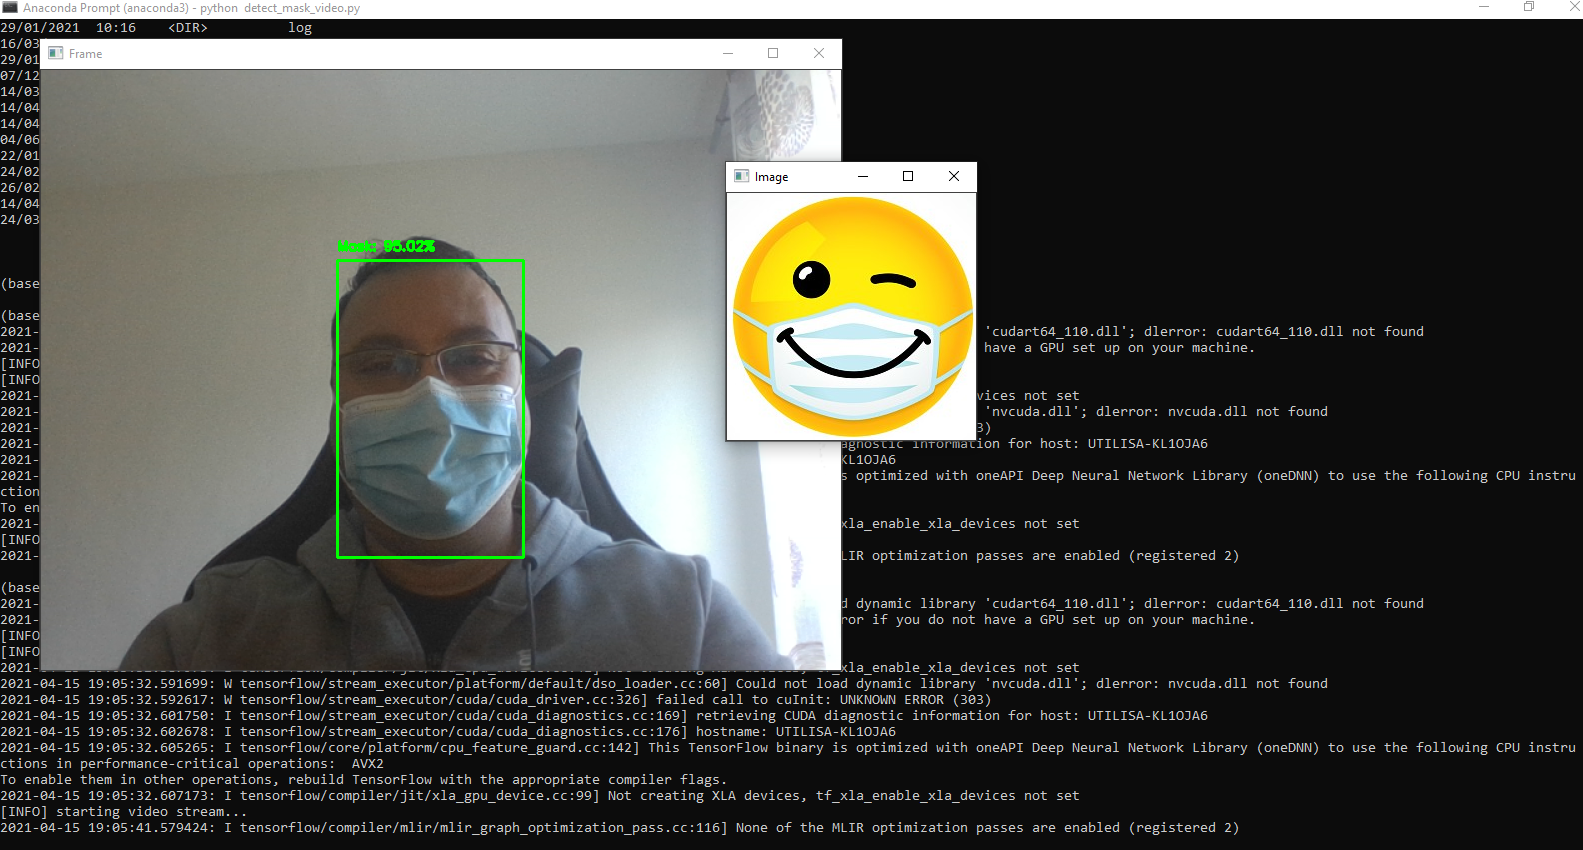 Anaconda Prompt (anaconda3) - python  detect_mask_video.py
29/01/2021  10:16    <DIR>          log
16/03
Frame
29/01
07/12
14/03
14/04
14/04
04/06
22/01
Image
24/02
26/02
14/04
24/03
Mask: 95.02%
(base
(base
2021- 'cudart64_110.dll'; dlerror: cudart64_110.dll not found
2021- have a GPU set up on your machine.
[INFO
[INFO
2021- vices not set
2021- 'nvcuda.dll'; dlerror: nvcuda.dll not found
2021- 3)
2021- agnostic information for host: UTILISA-KL1OJA6
2021- KL1OJA6
2021- s optimized with oneAPI Deep Neural Network Library (oneDNN) to use the following CPU instru
ction
To en
2021- xla_enable_xla_devices not set
[INFO
2021- LIR optimization passes are enabled (registered 2)
(base
2021- d dynamic library 'cudart64_110.dll'; dlerror: cudart64_110.dll not found
2021- ror if you do not have a GPU set up on your machine.
[INFO
[INFO
_xla_enable_xla_devices not set
2021-04-15 19:05:32.591699: W tensorflow/stream_executor/platform/default/dso_loader.cc:60] Could not load dynamic library 'nvcuda.dll'; dlerror: nvcuda.dll not found
2021-04-15 19:05:32.592617: W tensorflow/stream_executor/cuda/cuda_driver.cc:326] failed call to cuInit: UNKNOWN ERROR (303)
2021-04-15 19:05:32.601750: I tensorflow/stream_executor/cuda/cuda_diagnostics.cc:169] retrieving CUDA diagnostic information for host: UTILISA-KL1OJA6
2021-04-15 19:05:32.602678: I tensorflow/stream_executor/cuda/cuda_diagnostics.cc:176] hostname: UTILISA-KL1OJA6
2021-04-15 19:05:32.605265: I tensorflow/core/platform/cpu_feature_guard.cc:142] This TensorFlow binary is optimized with oneAPI Deep Neural Network Library (oneDNN) to use the following CPU instru
ctions in performance-critical operations:  AVX2
To enable them in other operations, rebuild TensorFlow with the appropriate compiler flags.
2021-04-15 19:05:32.607173: I tensorflow/compiler/jit/xla_gpu_device.cc:99] Not creating XLA devices, tf_xla_enable_xla_devices not set
[INFO] starting video stream...
2021-04-15 19:05:41.579424: I tensorflow/compiler/mlir/mlir_graph_optimization_pass.cc:116] None of the MLIR optimization passes are enabled (registered 2)